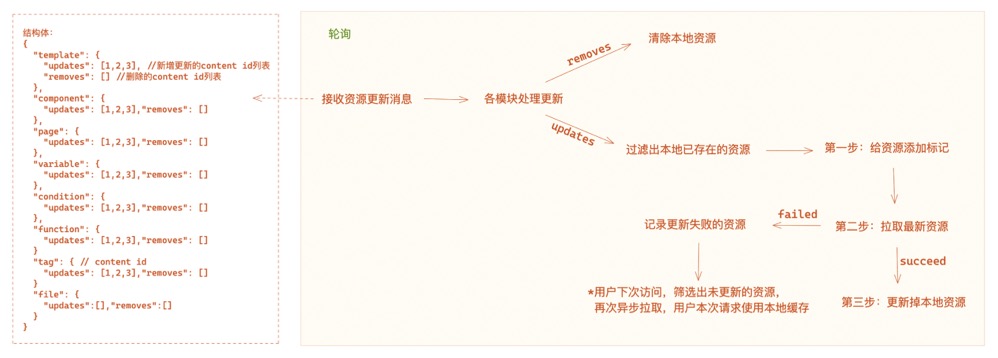 结构体:
{
"template": {
"updates": [1,2,3], //新增更新的content id列表
"removes": [] //删除的content id列表
},
"component": {
"updates": [1,2,3],"removes": []
},
"page": {
"updates": [1,2,3],"removes": []
},
"variable": {
"updates": [1,2,3],"removes": []
},
"condition": {
"updates": [1,2,3],"removes": []
},
"function": {
"updates": [1,2,3],"removes": []
}
"tag": { // content id
"updates": [1,2,3],"removes": []
}
"file": {
"updates":[],"removes":[]
}
}
轮询
接收资源更新消息
各模块处理更新
removes
清除本地资源
updates
过滤出本地已存在的资源
第一步: 给资源添加标记
第二步: 拉取最新资源
failed
记录更新失败的资源
*用户下次访问, 筛选出未更新的资源,
再次异步拉取, 用户本次请求使用本地缓存
succeed
第三步: 更新掉本地资源